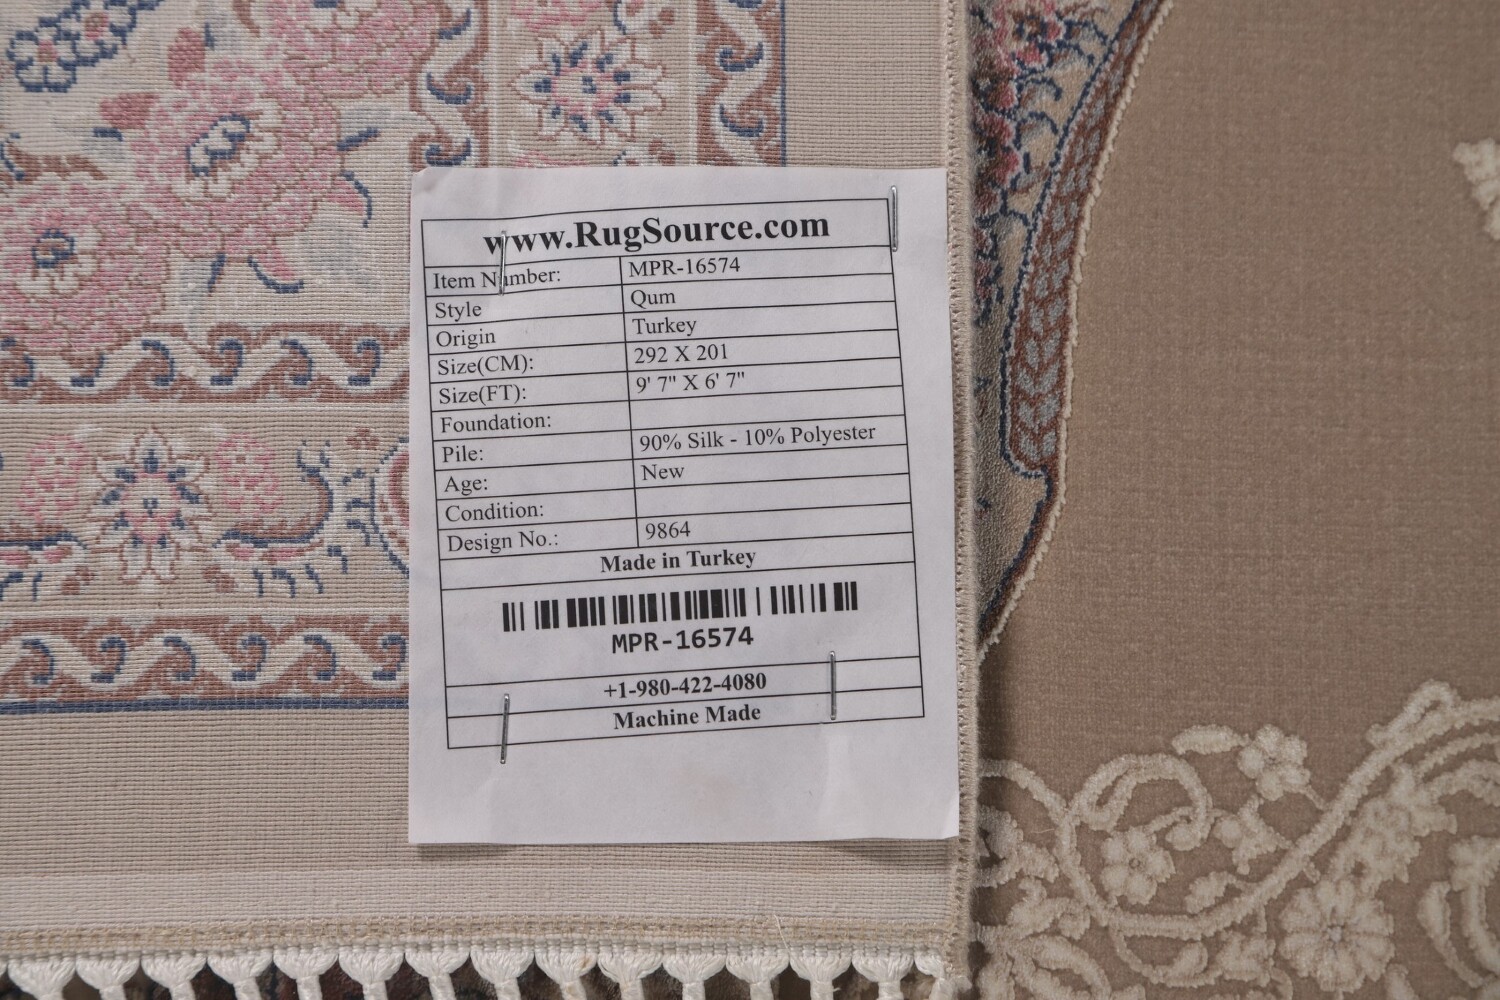 www.RugSource.com
Item Number: MPR-16574
Style Qum
Origin Turkey
Size(CM): 292 X 201
Size(FT): 9' 7" X 6' 7"
Foundation:
Pile: 90% Silk - 10% Polyester
Age: New
Condition:
Design No.: 9864
Made in Turkey
MPR-16574
+1-980-422-4080
Machine Made